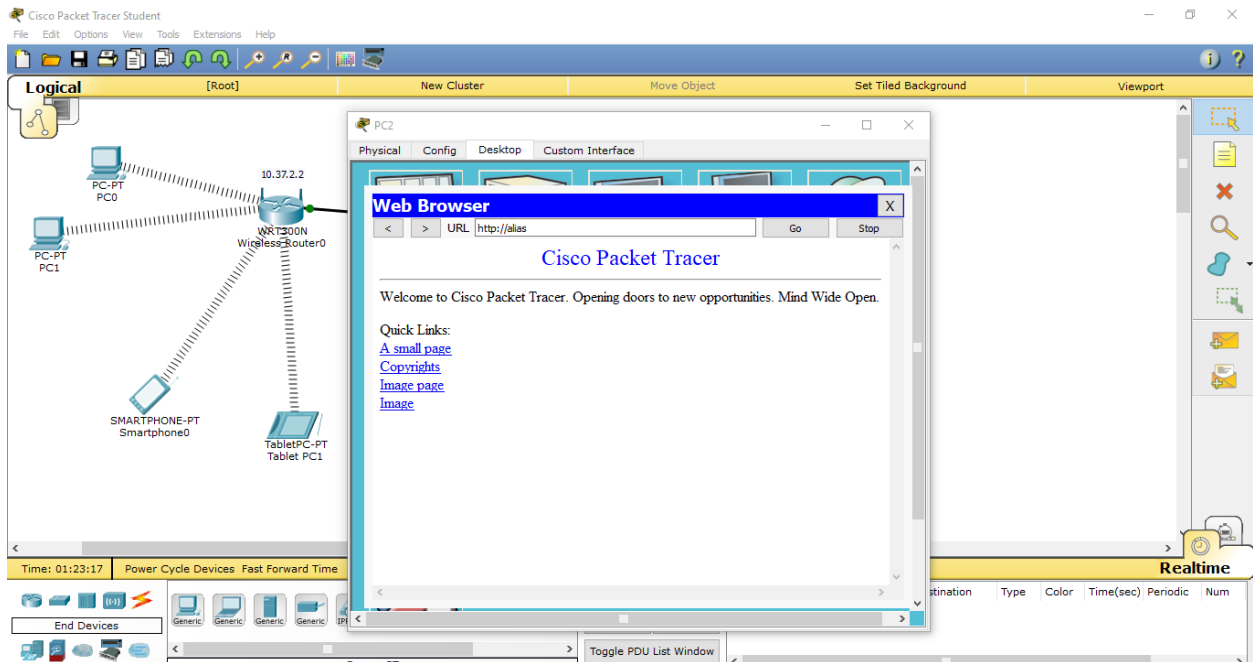 Cisco Packet Tracer Student
File Edit Options View Tools Extensions Help
Logical [Root] New Cluster Move Object Set Tiled Background Viewport
PC2
Physical Config Desktop Custom Interface
Web Browser X
< > URL http://alias Go Stop
Cisco Packet Tracer
Welcome to Cisco Packet Tracer. Opening doors to new opportunities. Mind Wide Open.
Quick Links:
A small page
Copyrights
Image page
Image
PC-PT
PC0
10.37.2.2
WRT300N
Wireless Router0
PC-PT
PC1
SMARTPHONE-PT
Smartphone0
TabletPC-PT
Tablet PC1
Time: 01:23:17 Power Cycle Devices Fast Forward Time Realtime
End Devices
Generic Generic Generic Generic
Type Color Time(sec) Periodic Num
Toggle PDU List Window